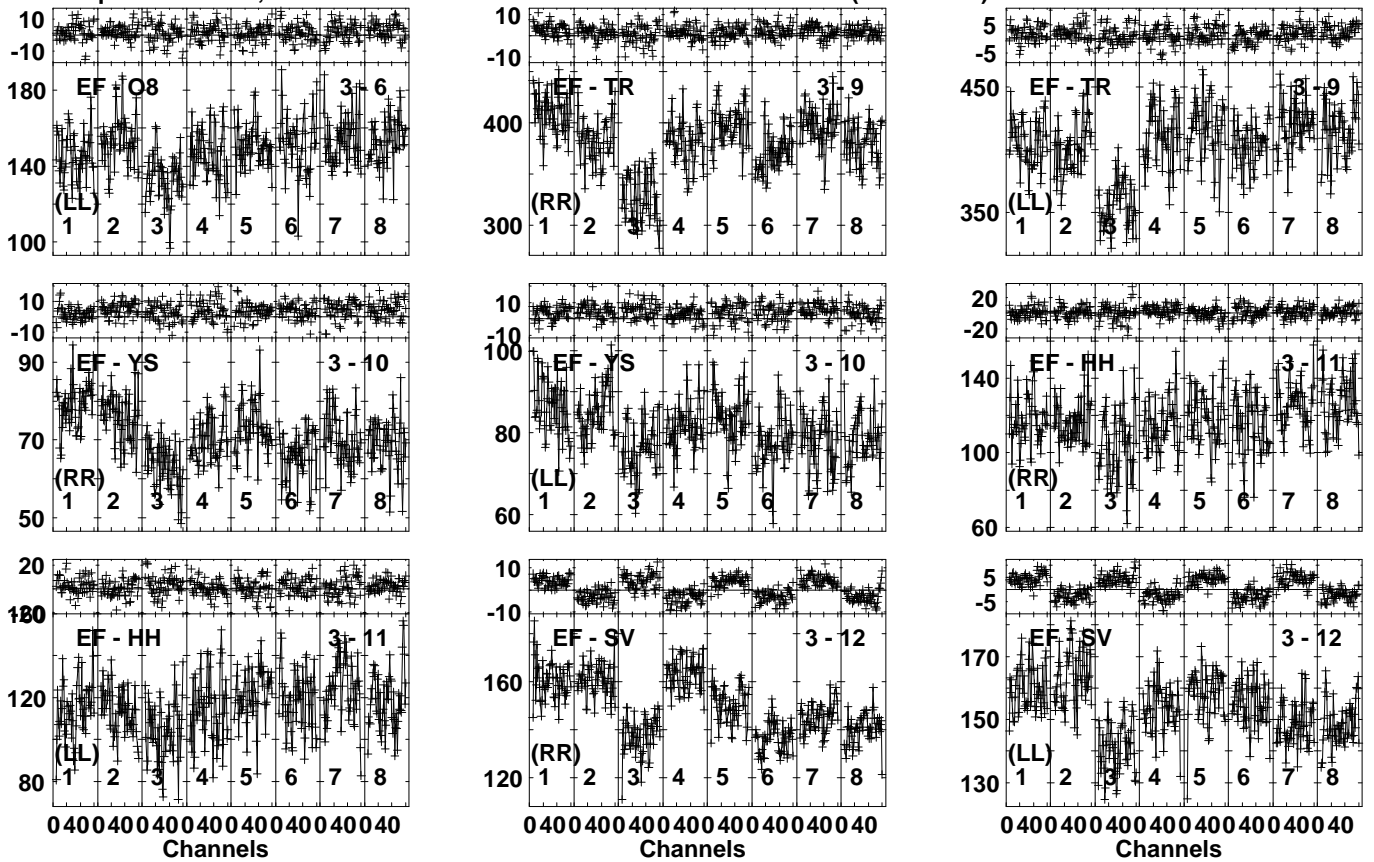 10 10 5
-10 -10 -5
180 EF - O8 3 - 6 400 EF - TR 3 - 9 450 EF - TR 3 - 9
140
(LL) (RR) 350 (LL)
1 2 3 4 5 6 7 8 300 1 2 3 4 5 6 7 8 1 2 3 4 5 6 7 8
100
10 10 20
-10 -10 -20
90 EF - YS 3 - 10 100 EF - YS 3 - 10 140 EF - HH 3 - 11
70 80 100
(RR) (LL) (RR)
1 2 3 4 5 6 7 8 1 2 3 4 5 6 7 8 1 2 3 4 5 6 7 8
50 60 60
20 10 5
-10 -5
EF - HH 3 - 11 EF - SV 3 - 12 EF - SV 3 - 12
120 160 170
150
(LL) (RR) (LL)
80 1 2 3 4 5 6 7 8 120 1 2 3 4 5 6 7 8 130 1 2 3 4 5 6 7 8
0 40 0 40 0 40 0 40 0 40 0 40 0 40 0 40 0 40 0 40 0 40 0 40 0 40 0 40 0 40 0 40 0 40 0 40 0 40 0 40 0 40 0 40 0 40 0 40
Channels Channels Channels